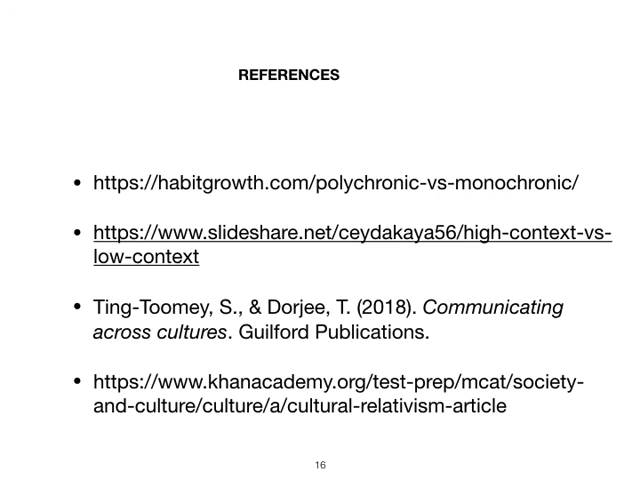 REFERENCES
• https://habitgrowth.com/polychronic-vs-monochronic/
• https://www.slideshare.net/ceydakaya56/high-context-vs-
low-context
• Ting-Toomey, S., & Dorjee, T. (2018). Communicating
across cultures. Guilford Publications.
• https://www.khanacademy.org/test-prep/mcat/society-
and-culture/culture/a/cultural-relativism-article
16